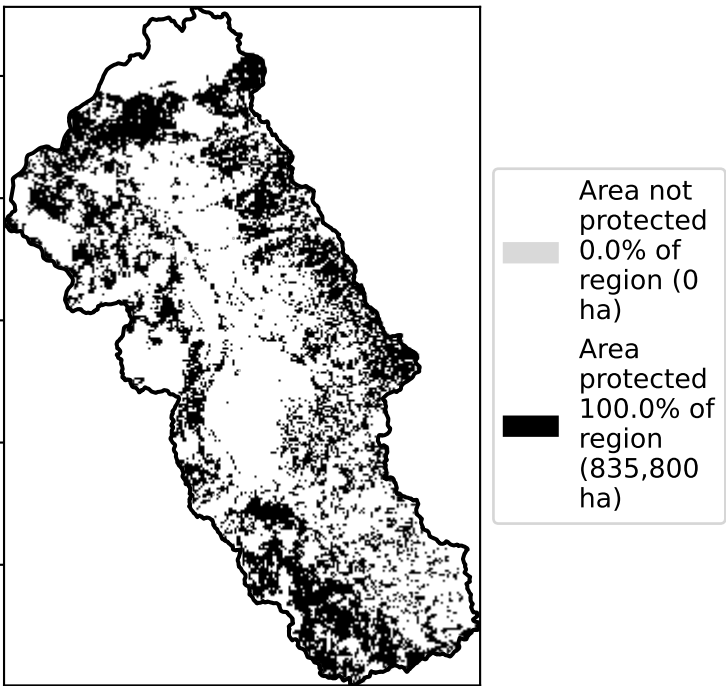 Area not
protected
0.0% of
region (0
ha)
Area
protected
100.0% of
region
(835,800
ha)